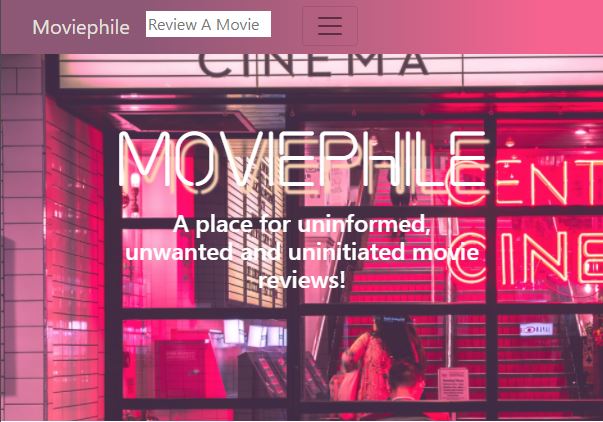 Moviephile
Review A Movie
CINEMA
MOVIEPHILE
CENT
A place for uninformed,
unwanted and uninitiated movie
reviews!
CINE